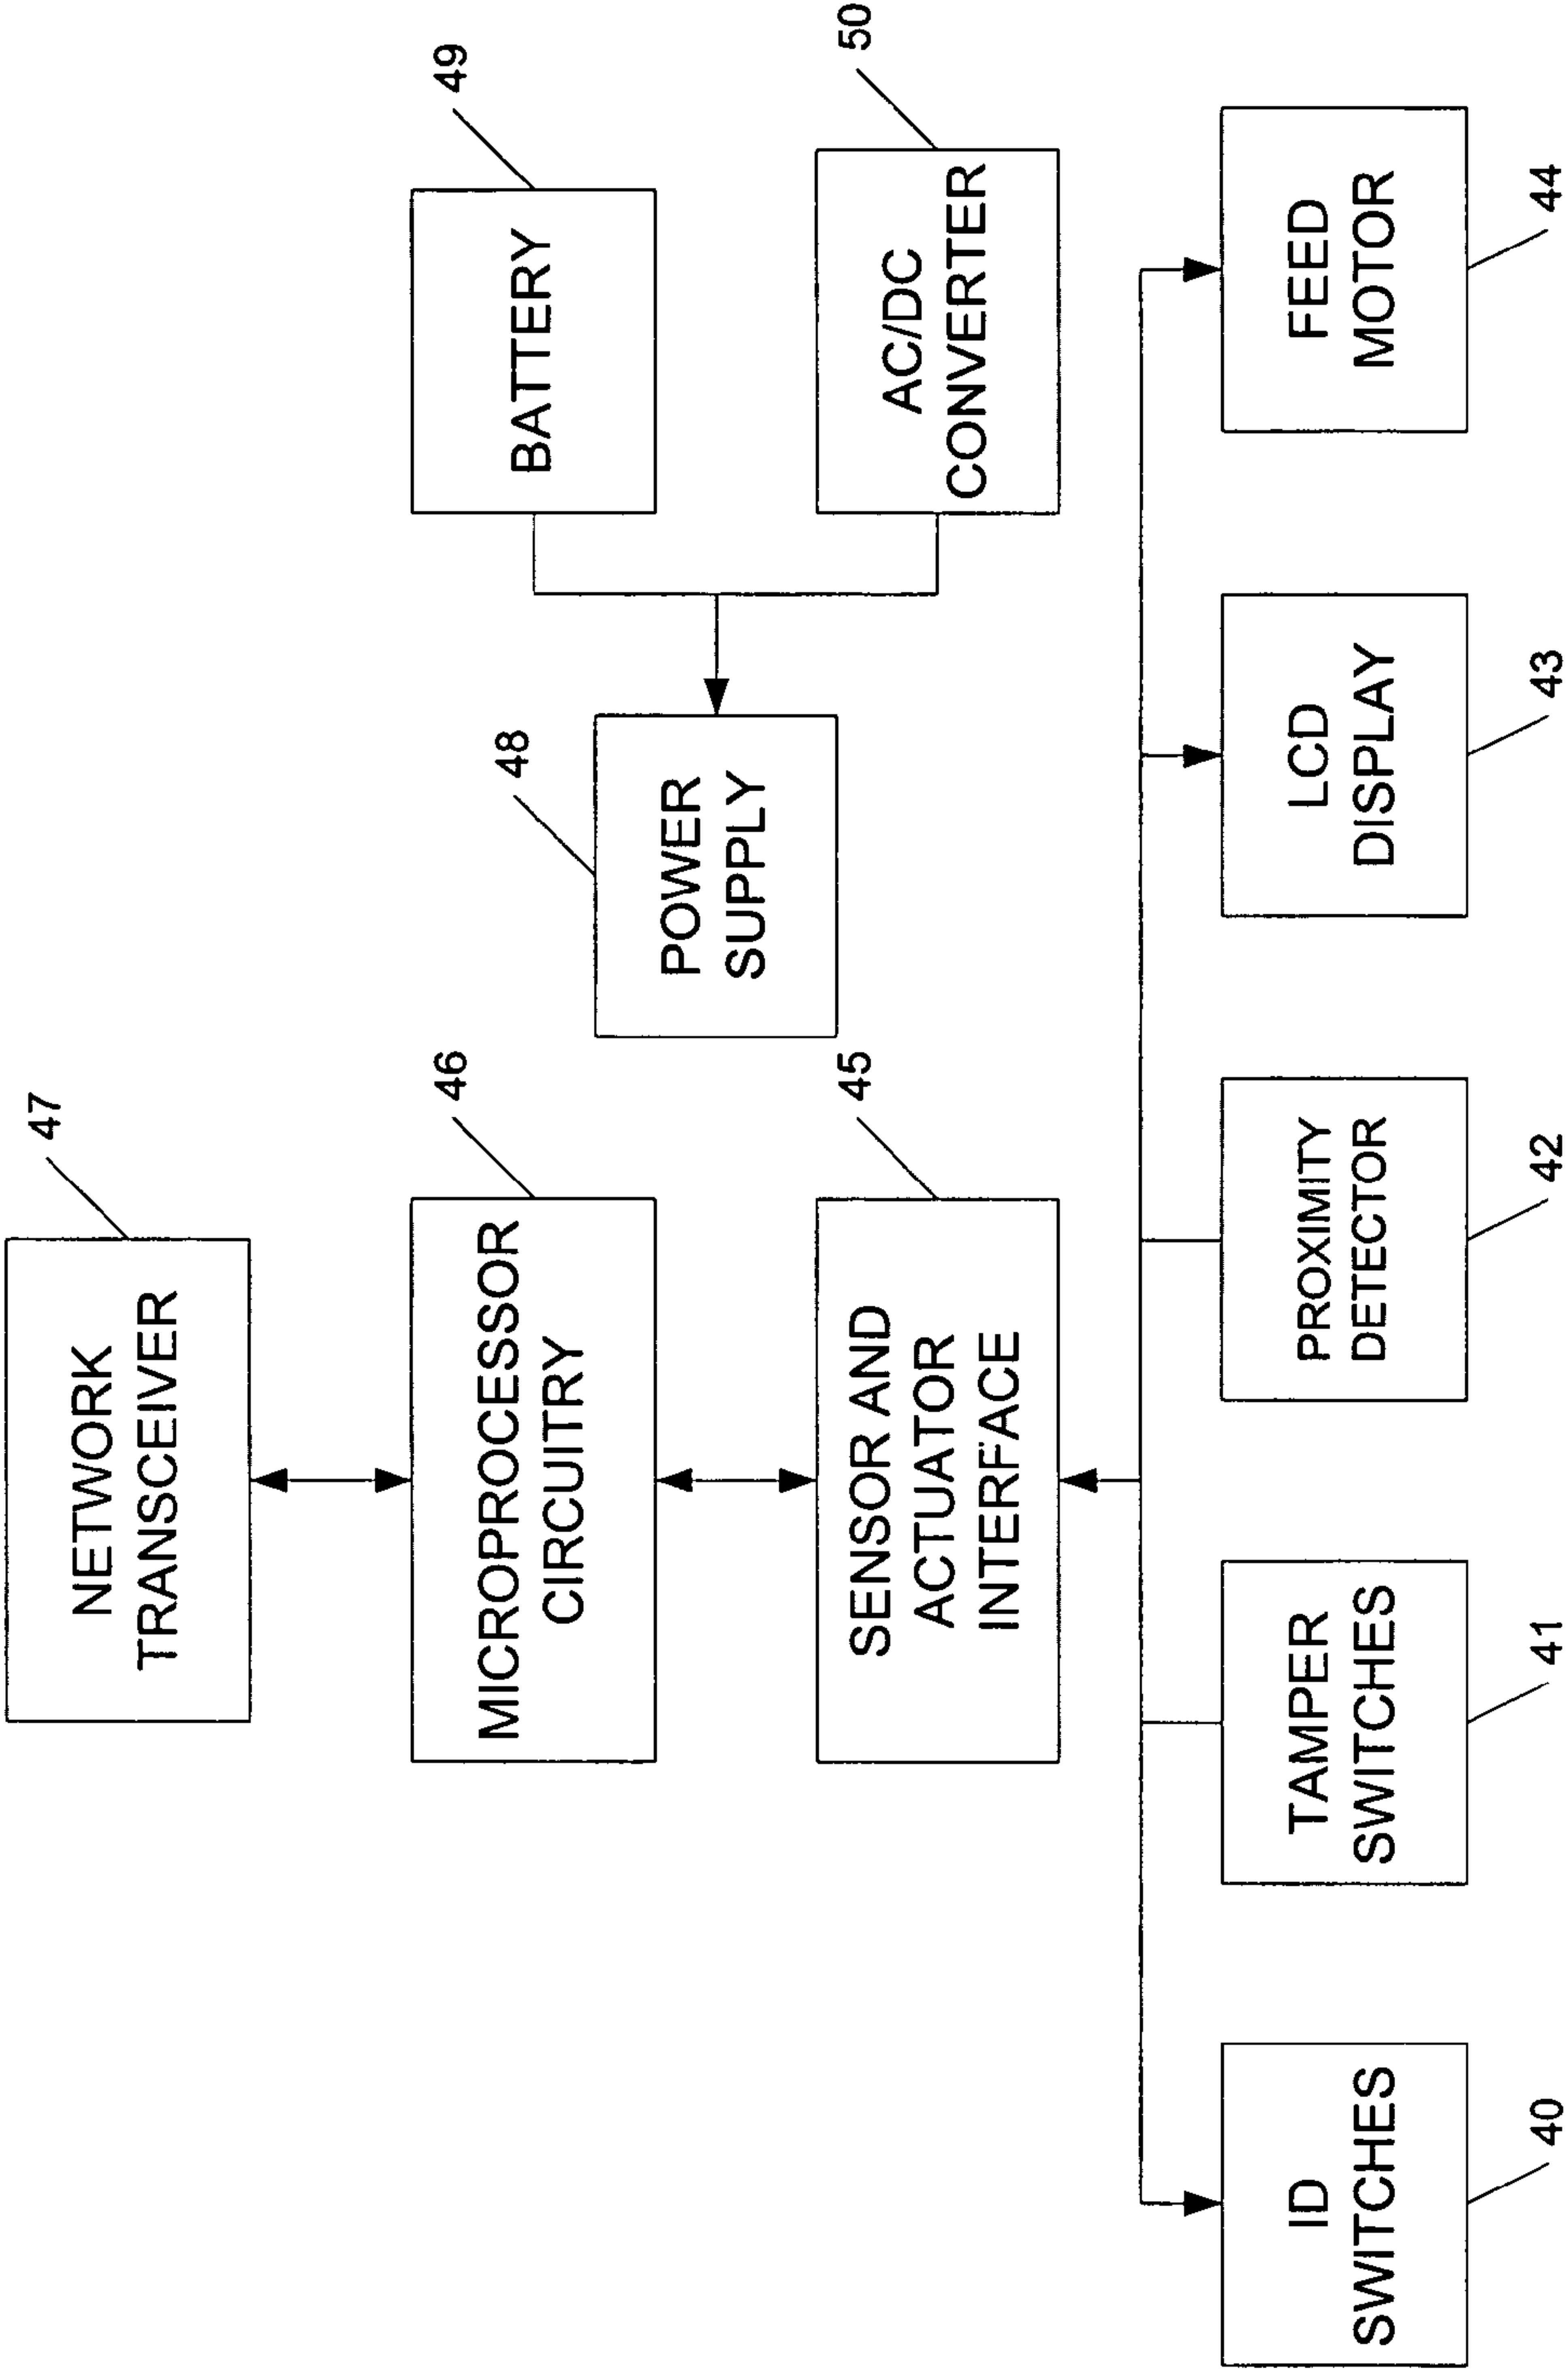 47
NETWORK
TRANSCEIVER
46
MICROPROCESSOR
CIRCUITRY
49
BATTERY
48
POWER
SUPPLY
45
SENSOR AND
ACTUATOR
INTERFACE
50
AC/DC
CONVERTER
ID
SWITCHES
TAMPER
SWITCHES
PROXIMITY
DETECTOR
LCD
DISPLAY
FEED
MOTOR
40
41
42
43
44